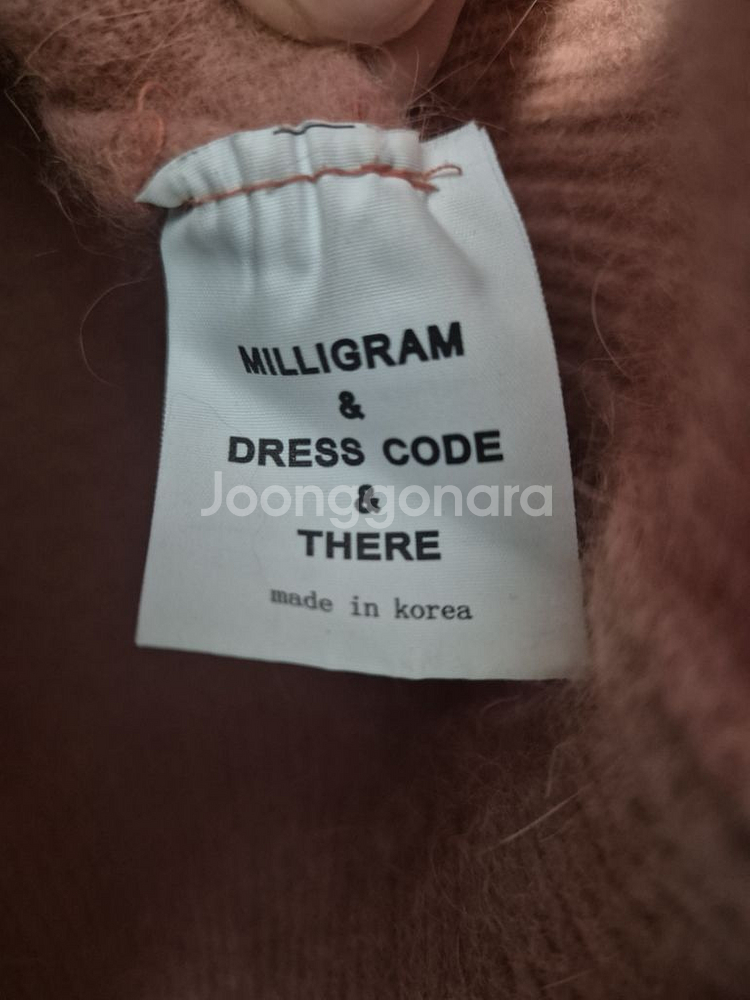 MILLIGRAM
&
DRESS CODE
&
Joonggonara
THERE
made in korea